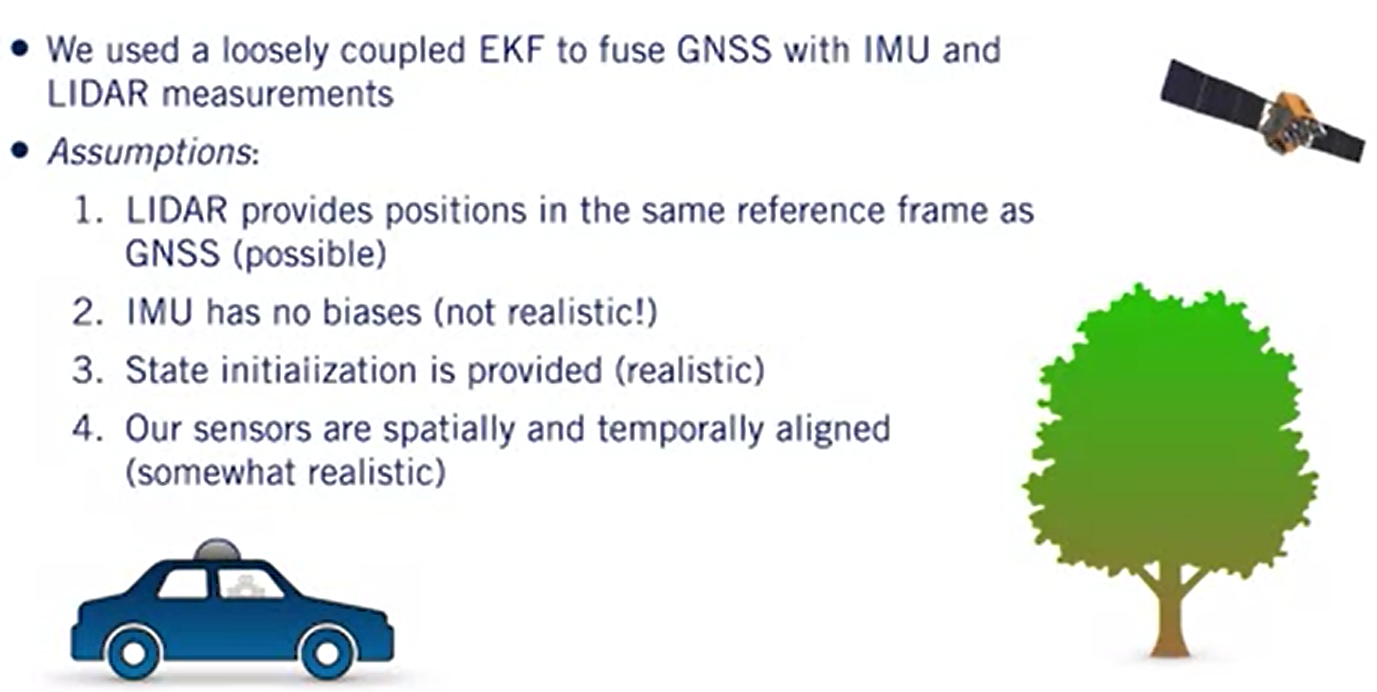 • We used a loosely coupled EKF to fuse GNSS with IMU and
LIDAR measurements
• Assumptions:
1. LIDAR provides positions in the same reference frame as
GNSS (possible)
2. IMU has no biases (not realistic!)
3. State initialization is provided (realistic)
4. Our sensors are spatially and temporally aligned
(somewhat realistic)